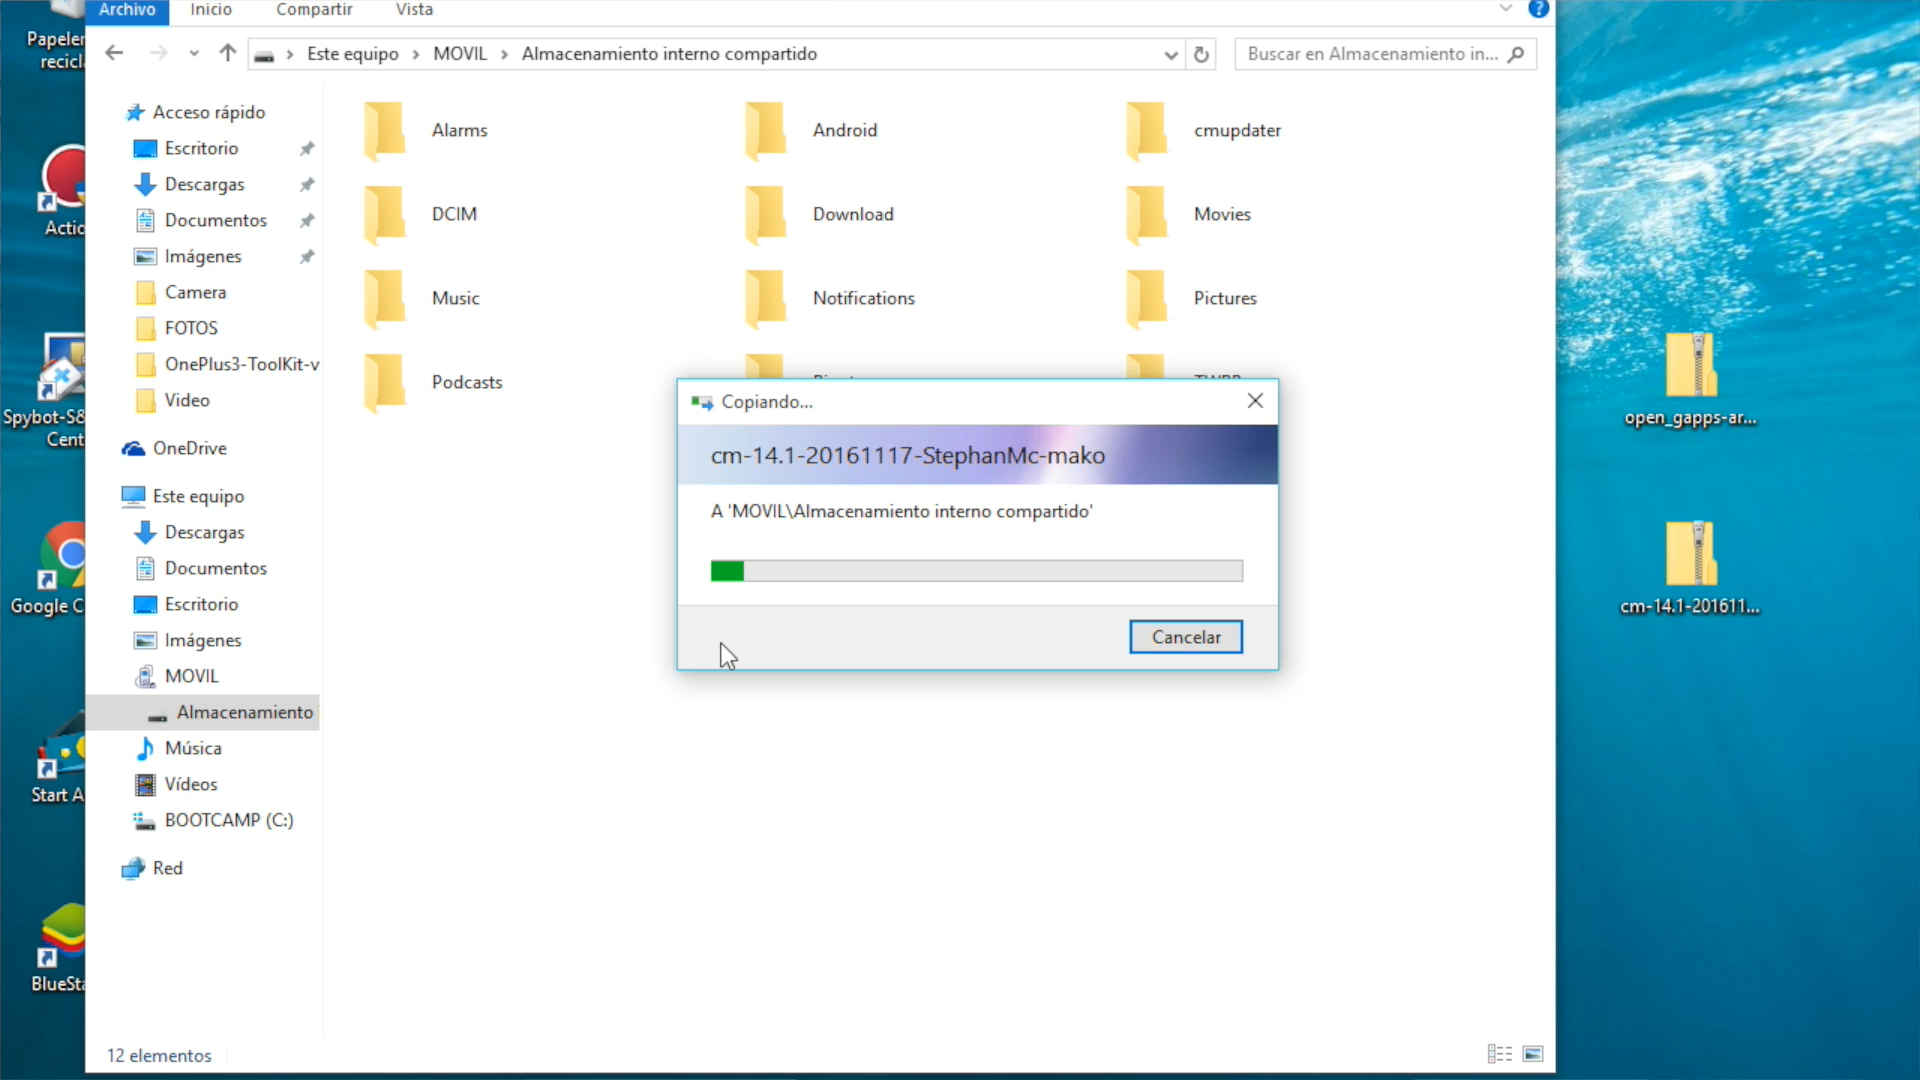 Archivo Inicio Compartir Vista
Este equipo MOVIL Almacenamiento interno compartido
Buscar en Almacenamiento in...
Acceso rápido
Escritorio
Descargas
Documentos
Imágenes
Camera
FOTOS
OnePlus3-ToolKit-v
Video
OneDrive
Este equipo
Descargas
Documentos
Escritorio
Imágenes
MOVIL
Almacenamiento
Música
Vídeos
BOOTCAMP (C:)
Red
Alarms Android cmupdater
DCIM Download Movies
Music Notifications Pictures
Podcasts
Copiando...
cm-14.1-20161117-StephanMc-mako
A 'MOVIL\Almacenamiento interno compartido'
Cancelar
12 elementos
Papeler
recicl
Actio
Spybot-S&
Cent
Google C
Start A
BlueSt
open_gapps-ar...
cm-14.1-201611...